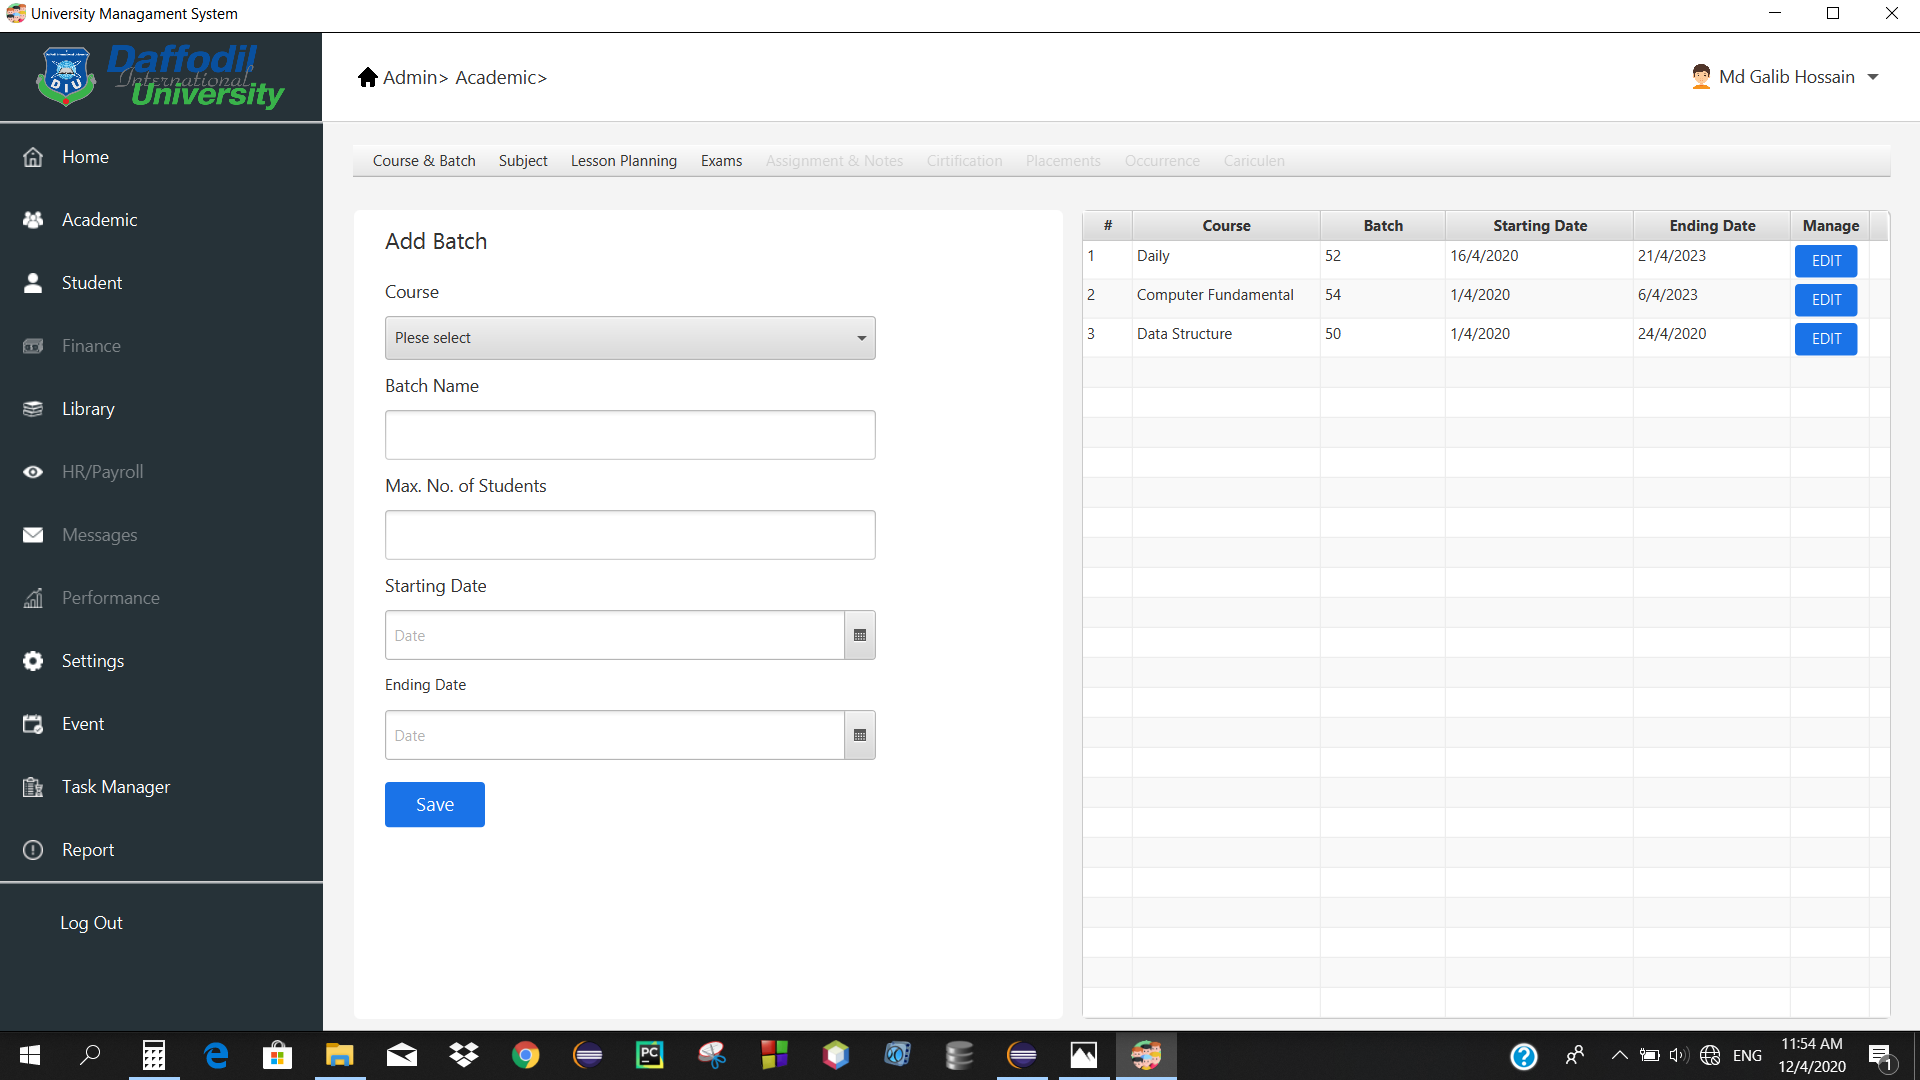 University Managament System
Daffodil
International
University
DIU
Admin> Academic>
Md Galib Hossain
Home
Academic
Student
Finance
Library
HR/Payroll
Messages
Performance
Settings
Event
Task Manager
Report
Log Out
Course & Batch Subject Lesson Planning Exams Assignment & Notes Cirtification Placements Occurrence Cariculen
Add Batch
Course
Plese select
Batch Name
Max. No. of Students
Starting Date
Date
Ending Date
Date
Save
# Course Batch Starting Date Ending Date Manage
1 Daily 52 16/4/2020 21/4/2023 EDIT
2 Computer Fundamental 54 1/4/2020 6/4/2023 EDIT
3 Data Structure 50 1/4/2020 24/4/2020 EDIT
PC
ENG
11:54 AM
12/4/2020
1